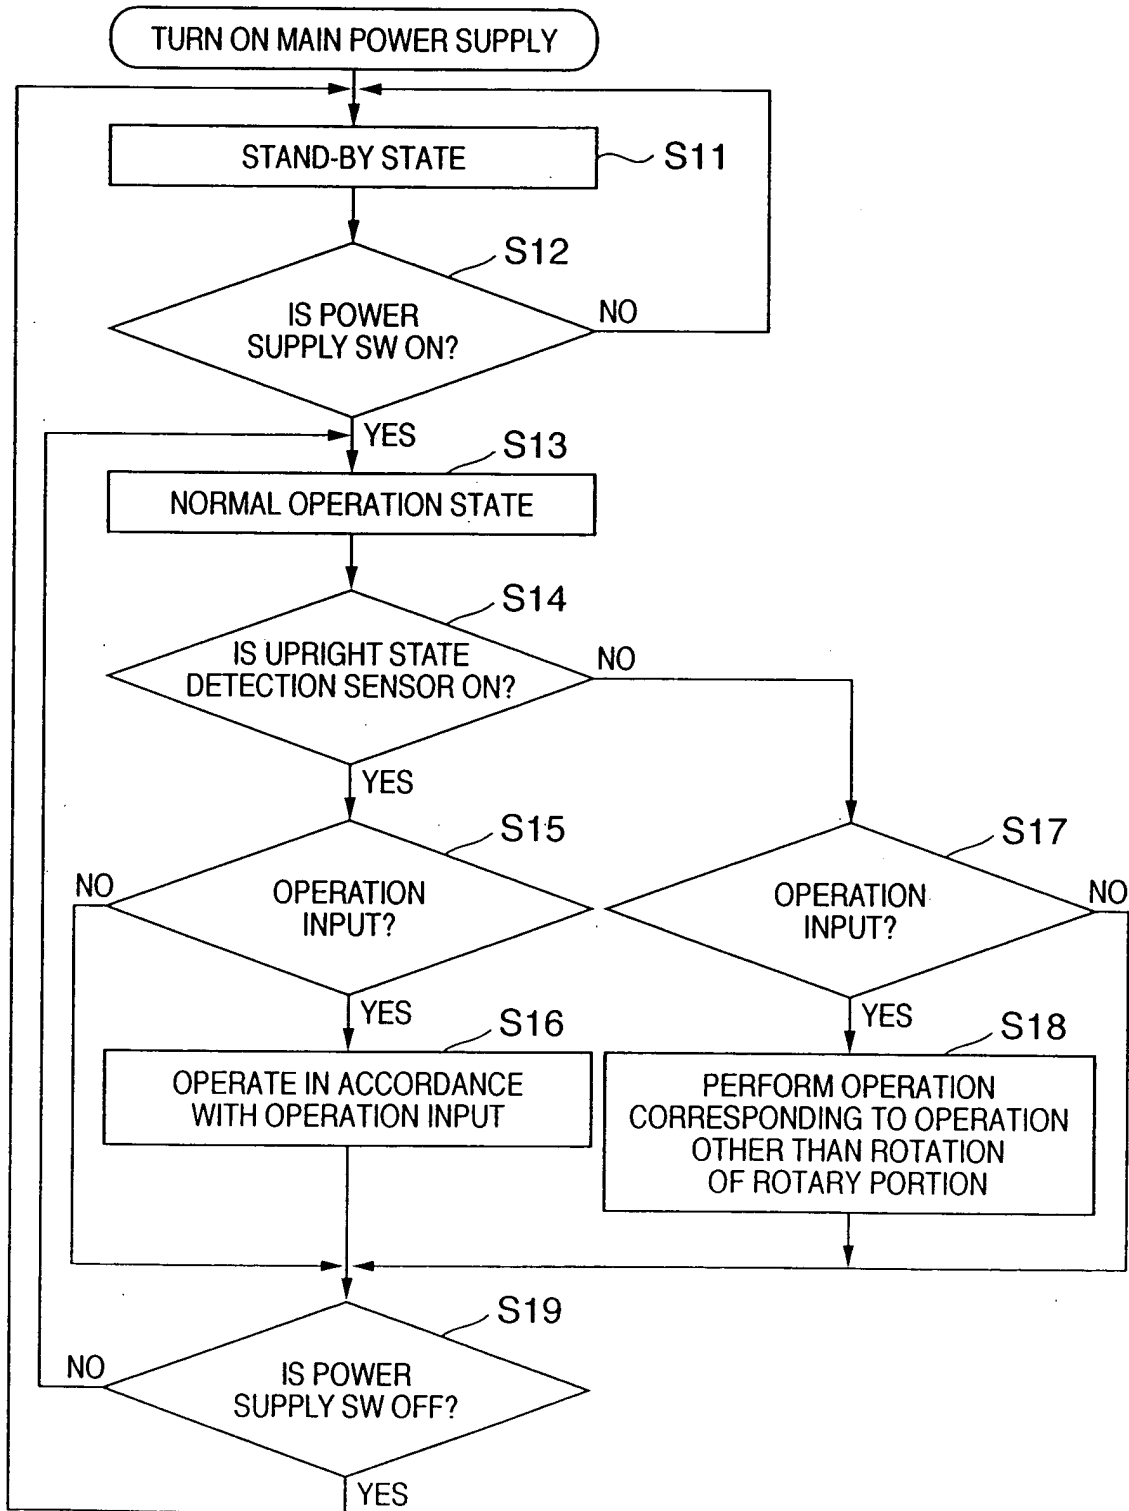 TURN ON MAIN POWER SUPPLY
STAND-BY STATE
S11
S12
IS POWER
SUPPLY SW ON?
NO
YES
S13
NORMAL OPERATION STATE
S14
IS UPRIGHT STATE
DETECTION SENSOR ON?
NO
YES
S15
OPERATION
INPUT?
NO
YES
S16
OPERATE IN ACCORDANCE
WITH OPERATION INPUT
S17
OPERATION
INPUT?
NO
YES
S18
PERFORM OPERATION
CORRESPONDING TO OPERATION
OTHER THAN ROTATION
OF ROTARY PORTION
S19
IS POWER
SUPPLY SW OFF?
NO
YES